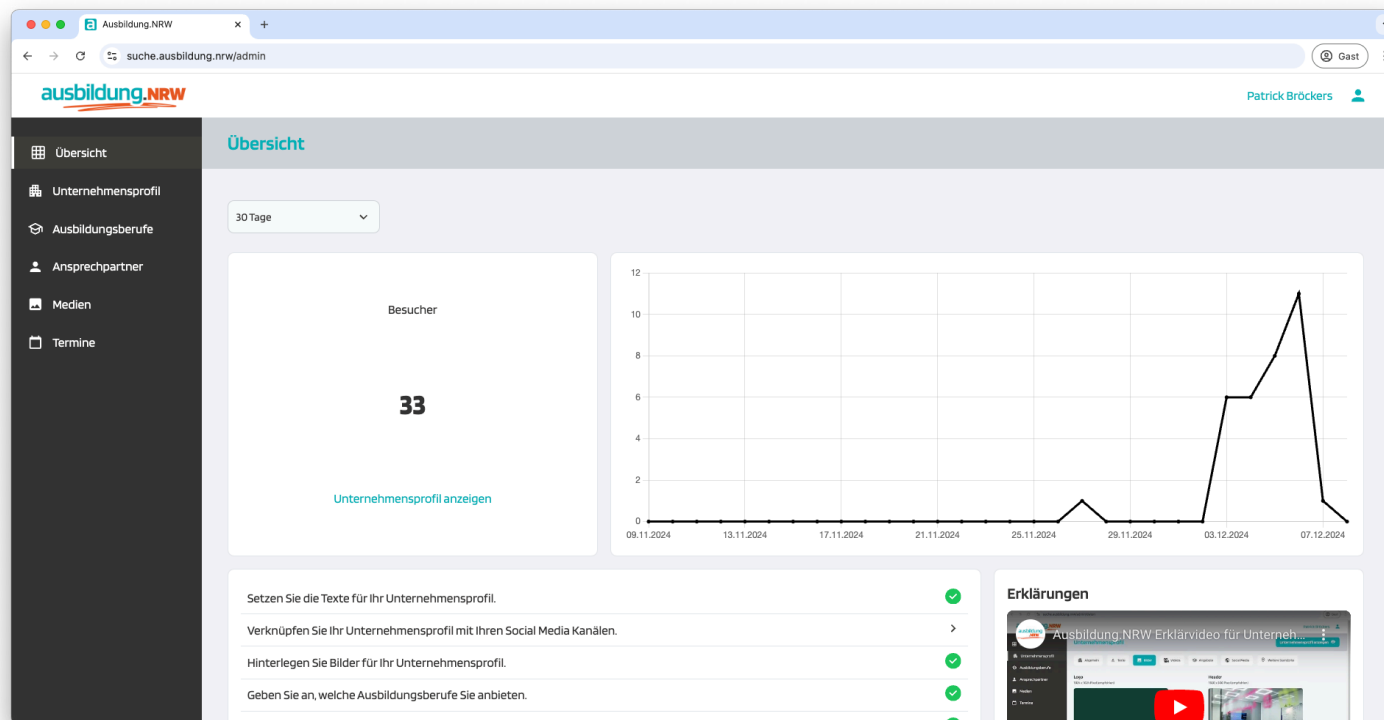 Ausbildung.NRW
suche.ausbildung.nrw/admin
Gast
ausbildung.NRW
Patrick Bröckers
Übersicht
Unternehmensprofil
Ausbildungsberufe
Ansprechpartner
Medien
Termine
Übersicht
30 Tage
Besucher
33
Unternehmensprofil anzeigen
12
10
8
6
4
2
0
09.11.2024 13.11.2024 17.11.2024 21.11.2024 25.11.2024 29.11.2024 03.12.2024 07.12.2024
Setzen Sie die Texte für Ihr Unternehmensprofil.
Verknüpfen Sie Ihr Unternehmensprofil mit Ihren Social Media Kanälen.
Hinterlegen Sie Bilder für Ihr Unternehmensprofil.
Geben Sie an, welche Ausbildungsberufe Sie anbieten.
Erklärungen
Ausbildung.NRW Erklärvideo für Unterneh...